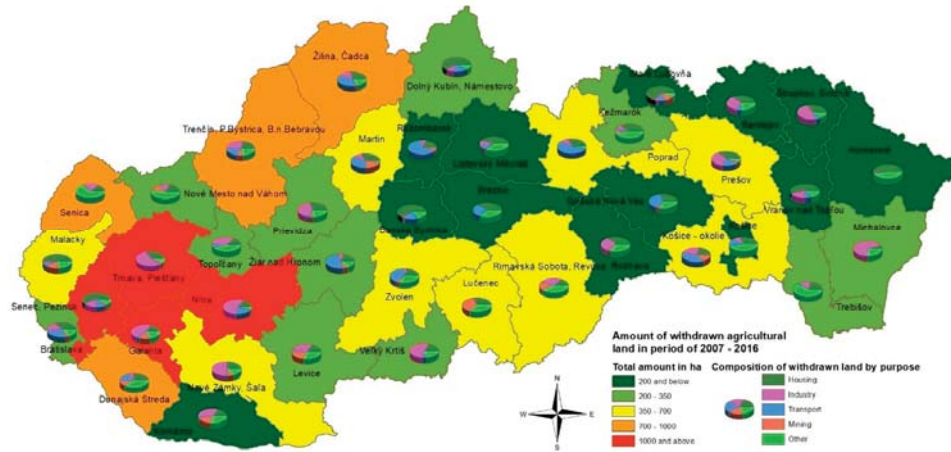 Žilina, Čadca
Dolný Kubín, Námestovo
Stará Ľubovňa
Bardejov
Kežmarok
Trenčín, P.Bystrica, B.n.Bebravou
Martin
Ružomberok
Liptovský Mikuláš
Poprad
Prešov
Humenné
Nové Mesto nad Váhom
Senica
Prievidza
Brezno
Banská Bystrica
Spišská Nová Ves
Vranov nad Topľou
Malacky
Topoľčany
Žiar nad Hronom
Košice - okolie
Michalovce
Trnava, Piešťany
Nitra
Zvolen
Lučenec
Rimavská Sobota, Revúca, Rožňava
Trebišov
Senec, Pezinok
Bratislava
Galanta
Levice
Veľký Krtíš
Nové Zámky, Šaľa
Dunajská Streda
Komárno
N
W E
S
Amount of withdrawn agricultural
land in period of 2007 - 2016
Total amount in ha
200 and below
200 - 350
350 - 700
700 - 1000
1000 and above
Composition of withdrawn land by purpose
Housing
Industry
Transport
Mining
Other